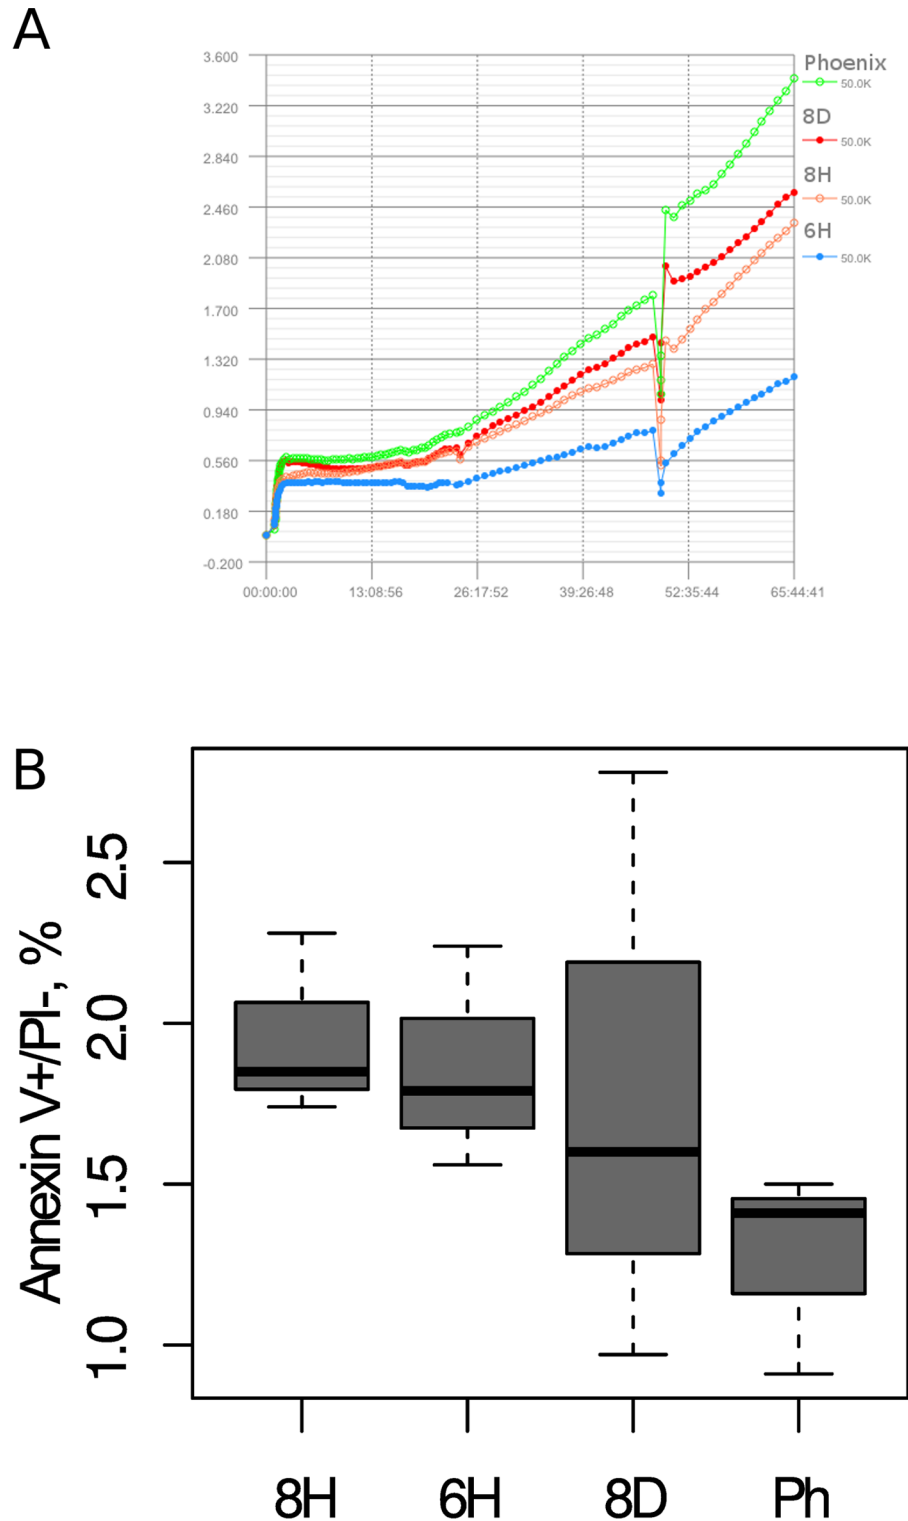 A
3.600
3.220
2.840
2.460
2.080
1.700
1.320
0.940
0.560
0.180
-0.200
00:00:00 13:08:56 26:17:52 39:26:48 52:35:44 65:44:41
Phoenix
50.0K
8D
50.0K
8H
50.0K
6H
50.0K
B
Annexin V+/PI-, %
2.5
2.0
1.5
1.0
8H 6H 8D Ph